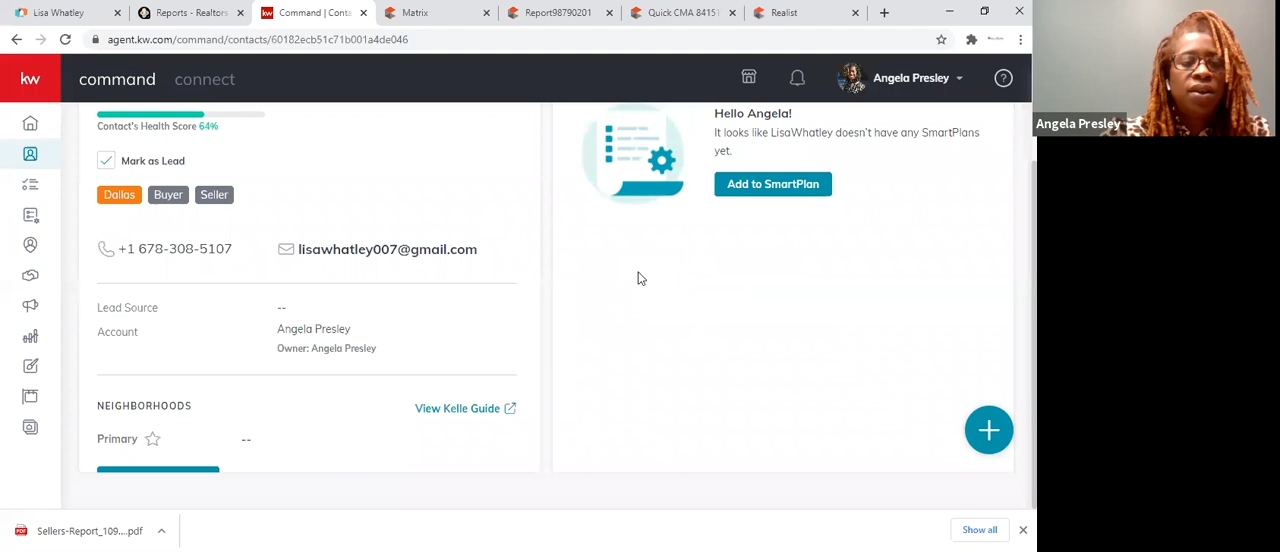 Lisa Whatley
Reports - Realtors
Command | Conta
Matrix
Report98790201
Quick CMA 8415
Realist
agent.kw.com/command/contacts/60182ecb51c71b001a4de046
kw
command
connect
Angela Presley
Angela Presley
Contact's Health Score 64%
Mark as Lead
Dallas
Buyer
Seller
+1 678-308-5107
lisawhatley007@gmail.com
Lead Source
--
Account
Angela Presley
Owner: Angela Presley
NEIGHBORHOODS
View Kelle Guide
Primary
--
Hello Angela!
It looks like LisaWhatley doesn't have any SmartPlans
yet.
Add to SmartPlan
Sellers-Report_109....pdf
Show all